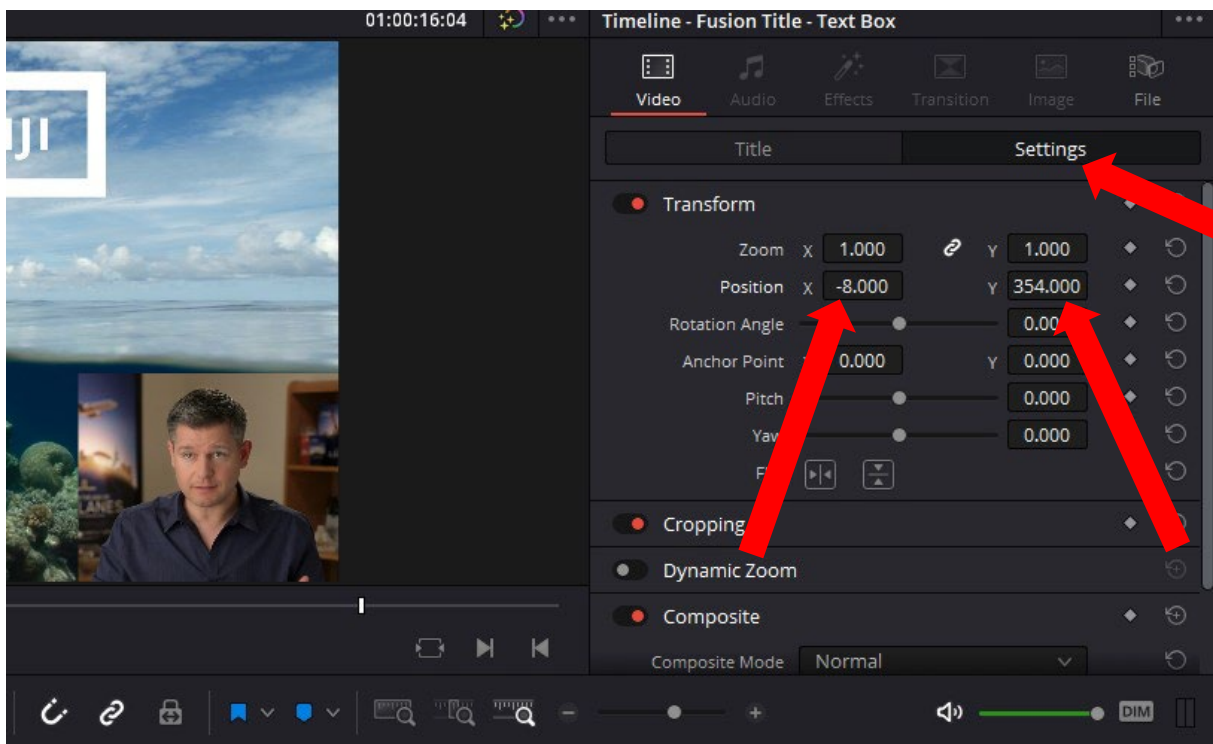 01:00:16:04
Timeline - Fusion Title - Text Box
Video Audio Effects Transition Image File
Title Settings
JI
Transform
Zoom X 1.000 Y 1.000
Position X -8.000 Y 354.000
Rotation Angle
Anchor Point 0.000 Y 0.000
Pitch 0.000
Yaw 0.000
Cropping
Dynamic Zoom
Composite
Composite Mode Normal
DIM